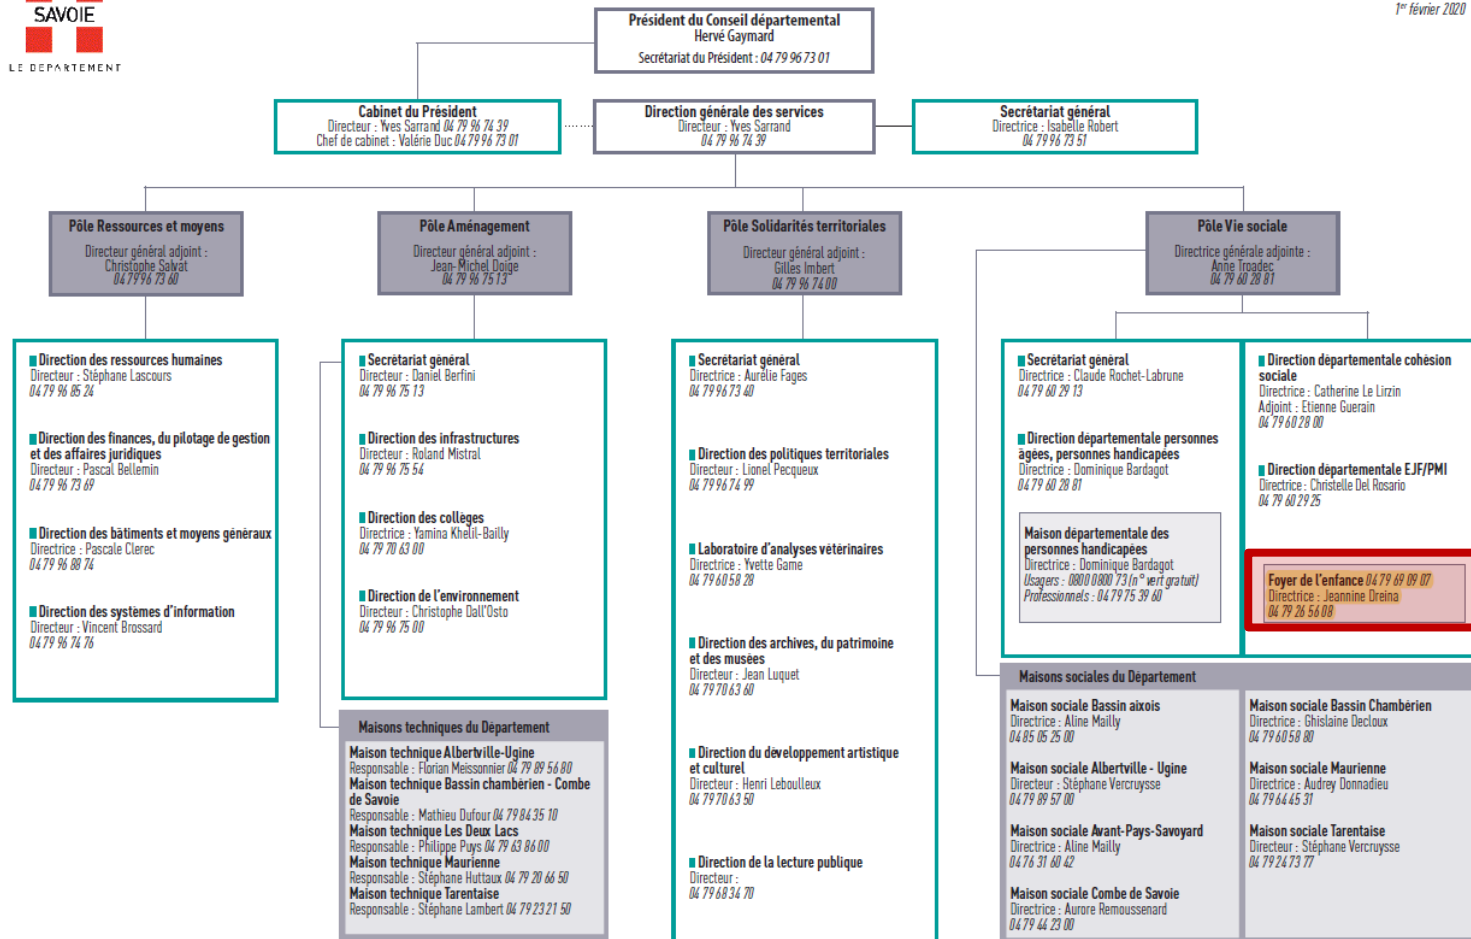 SAVOIE
LE DEPARTEMENT
1er février 2020
Président du Conseil départemental
Hervé Gaymard
Secrétariat du Président : 04 79 96 73 01
Cabinet du Président
Directeur : Yves Sarrand 04 79 96 74 39
Chef de cabinet : Valérie Duc 04 79 96 73 01
Direction générale des services
Directeur : Yves Sarrand
04 79 96 74 39
Secrétariat général
Directrice : Isabelle Robert
04 79 96 73 51
Pôle Ressources et moyens
Directeur général adjoint :
Christophe Salvat
04 79 96 73 60
Pôle Aménagement
Directeur général adjoint :
Jean-Michel Doige
04 79 96 75 13
Pôle Solidarités territoriales
Directeur général adjoint :
Gilles Imbert
04 79 96 74 00
Pôle Vie sociale
Directrice générale adjointe :
Anne Troadec
04 79 60 28 81
Direction des ressources humaines
Directeur : Stéphane Lascours
04 79 96 85 24
Direction des finances, du pilotage de gestion
et des affaires juridiques
Directeur : Pascal Bellemin
04 79 96 73 69
Direction des bâtiments et moyens généraux
Directrice : Pascale Clerec
04 79 96 88 74
Direction des systèmes d'information
Directeur : Vincent Brossard
04 79 96 74 76
Secrétariat général
Directeur : Daniel Berfini
04 79 96 75 13
Direction des infrastructures
Directeur : Roland Mistral
04 79 96 75 54
Direction des collèges
Directrice : Yamina Khelil-Bailly
04 79 70 63 00
Direction de l'environnement
Directeur : Christophe Dall'Osto
04 79 96 75 00
Maisons techniques du Département
Maison technique Albertville-Ugine
Responsable : Florian Meissonnier 04 79 89 56 80
Maison technique Bassin chambérien - Combe
de Savoie
Responsable : Mathieu Dufour 04 79 84 35 10
Maison technique Les Deux Lacs
Responsable : Philippe Puys 04 79 63 86 00
Maison technique Maurienne
Responsable : Stéphane Huttaux 04 79 20 66 50
Maison technique Tarentaise
Responsable : Stéphane Lambert 04 79 23 21 50
Secrétariat général
Directrice : Aurélie Fages
04 79 96 73 40
Direction des politiques territoriales
Directeur : Lionel Pecqueux
04 79 96 74 99
Laboratoire d'analyses vétérinaires
Directrice : Yvette Game
04 79 60 58 28
Direction des archives, du patrimoine
et des musées
Directeur : Jean Luquet
04 79 70 63 60
Direction du développement artistique
et culturel
Directeur : Henri Leboulleux
04 79 70 63 50
Direction de la lecture publique
Directeur :
04 79 68 34 70
Secrétariat général
Directrice : Claude Rochet-Labrune
04 79 60 29 13
Direction départementale personnes
âgées, personnes handicapées
Directrice : Dominique Bardagot
04 79 60 28 81
Maison départementale des
personnes handicapées
Directrice : Dominique Bardagot
Usagers : 0800 0800 73 (n° vert gratuit)
Professionnels : 04 79 75 39 60
Direction départementale cohésion
sociale
Directrice : Catherine Le Lirzin
Adjoint : Etienne Guerain
04 79 60 28 00
Direction départementale EJF/PMI
Directrice : Christelle Del Rosario
04 79 60 29 25
Foyer de l'enfance 04 79 69 09 07
Directrice : Jeannine Dreina
04 79 26 56 08
Maisons sociales du Département
Maison sociale Bassin aixois
Directrice : Aline Mailly
04 85 05 25 00
Maison sociale Albertville - Ugine
Directeur : Stéphane Vercruysse
04 79 89 57 00
Maison sociale Avant-Pays-Savoyard
Directrice : Aline Mailly
04 76 31 60 42
Maison sociale Combe de Savoie
Directrice : Aurore Remoussenard
04 79 44 23 00
Maison sociale Bassin Chambérien
Directrice : Ghislaine Decloux
04 79 60 58 80
Maison sociale Maurienne
Directrice : Audrey Donnadieu
04 79 64 45 31
Maison sociale Tarentaise
Directeur : Stéphane Vercruysse
04 79 24 73 77